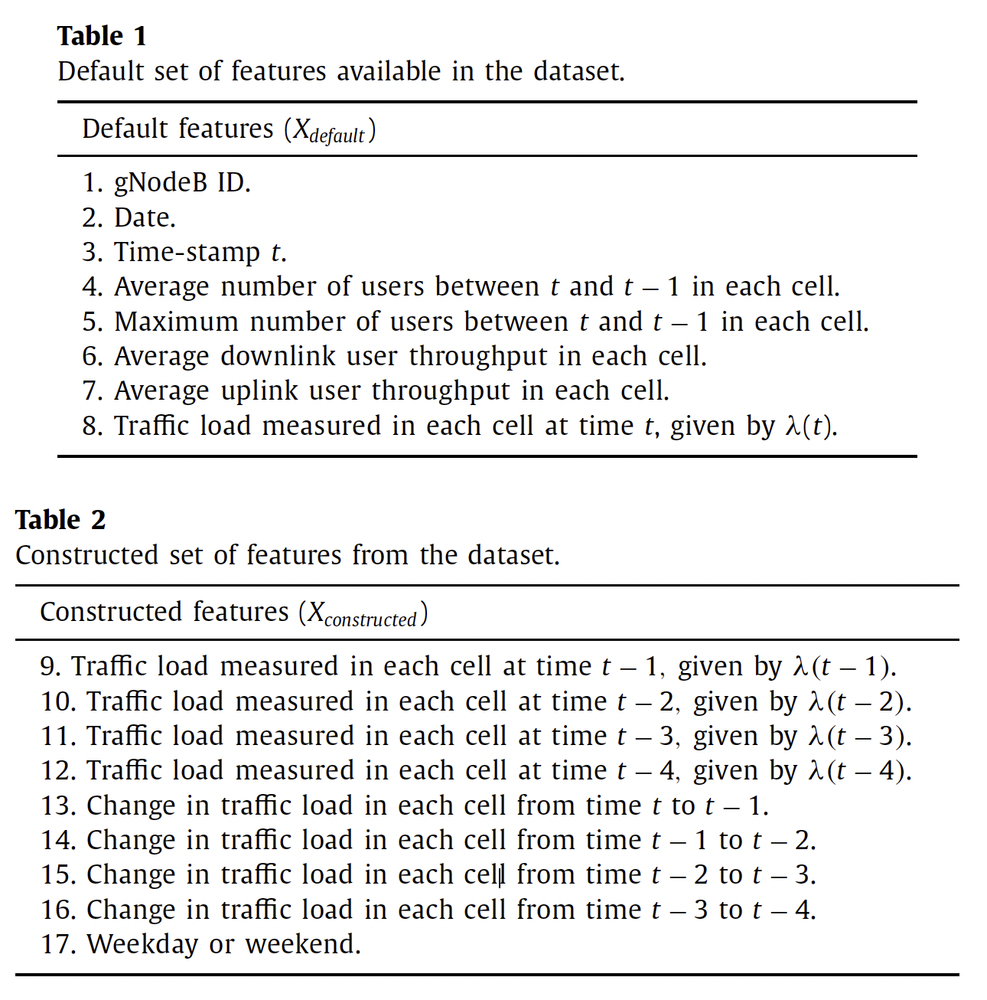 Table 1
Default set of features available in the dataset.
Default features (X_default)
1. gNodeB ID.
2. Date.
3. Time-stamp t.
4. Average number of users between t and t − 1 in each cell.
5. Maximum number of users between t and t − 1 in each cell.
6. Average downlink user throughput in each cell.
7. Average uplink user throughput in each cell.
8. Traffic load measured in each cell at time t, given by λ(t).
Table 2
Constructed set of features from the dataset.
Constructed features (X_constructed)
9. Traffic load measured in each cell at time t − 1, given by λ(t − 1).
10. Traffic load measured in each cell at time t − 2, given by λ(t − 2).
11. Traffic load measured in each cell at time t − 3, given by λ(t − 3).
12. Traffic load measured in each cell at time t − 4, given by λ(t − 4).
13. Change in traffic load in each cell from time t to t − 1.
14. Change in traffic load in each cell from time t − 1 to t − 2.
15. Change in traffic load in each cell from time t − 2 to t − 3.
16. Change in traffic load in each cell from time t − 3 to t − 4.
17. Weekday or weekend.